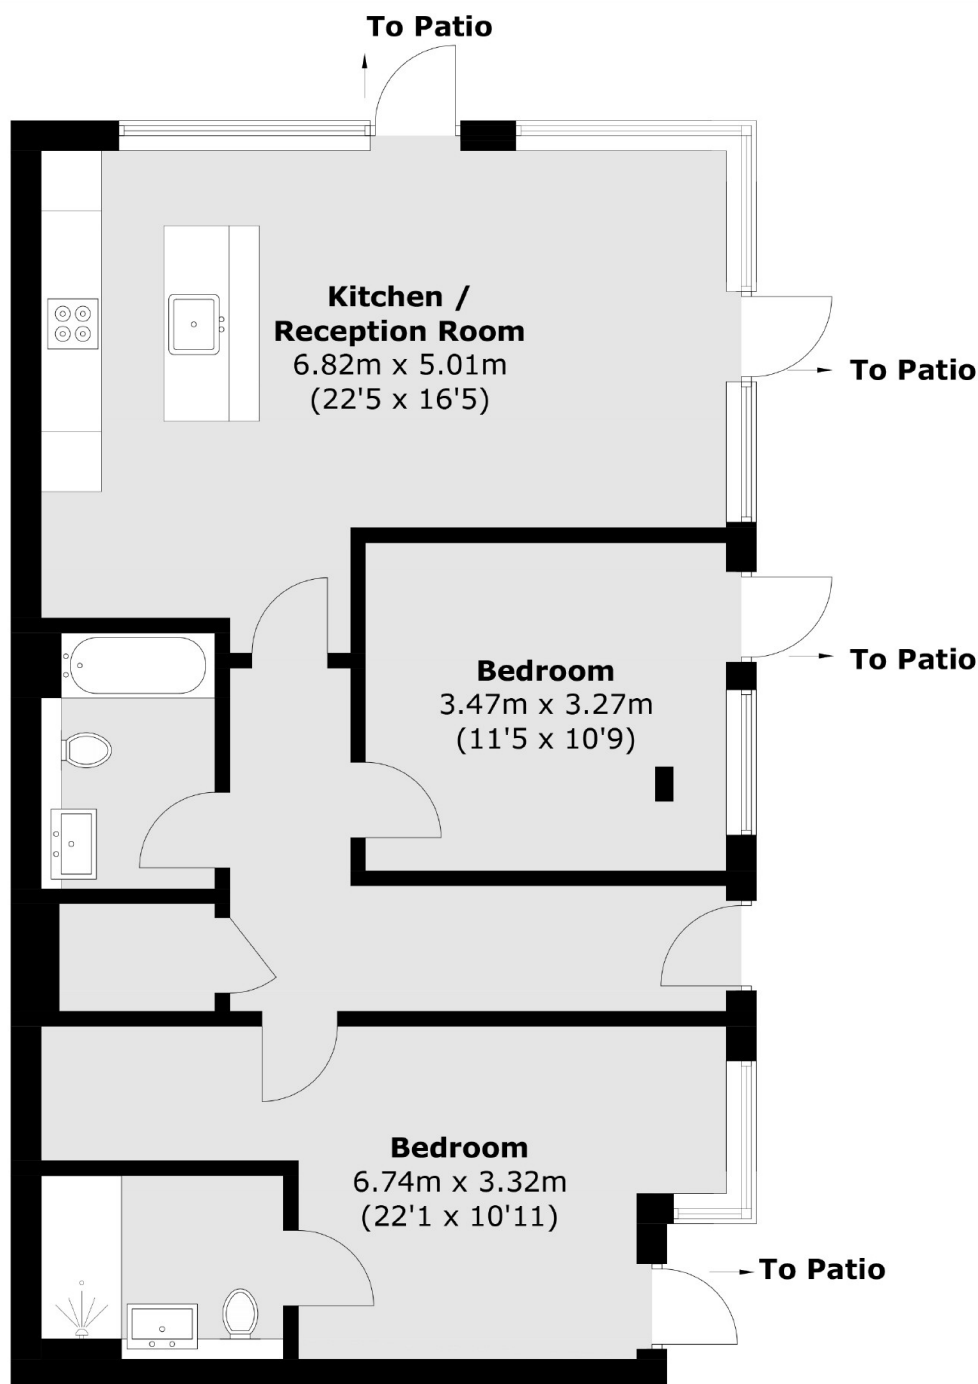 To Patio
Kitchen /
Reception Room
6.82m x 5.01m
(22'5 x 16'5)
To Patio
Bedroom
3.47m x 3.27m
(11'5 x 10'9)
To Patio
Bedroom
6.74m x 3.32m
(22'1 x 10'11)
To Patio